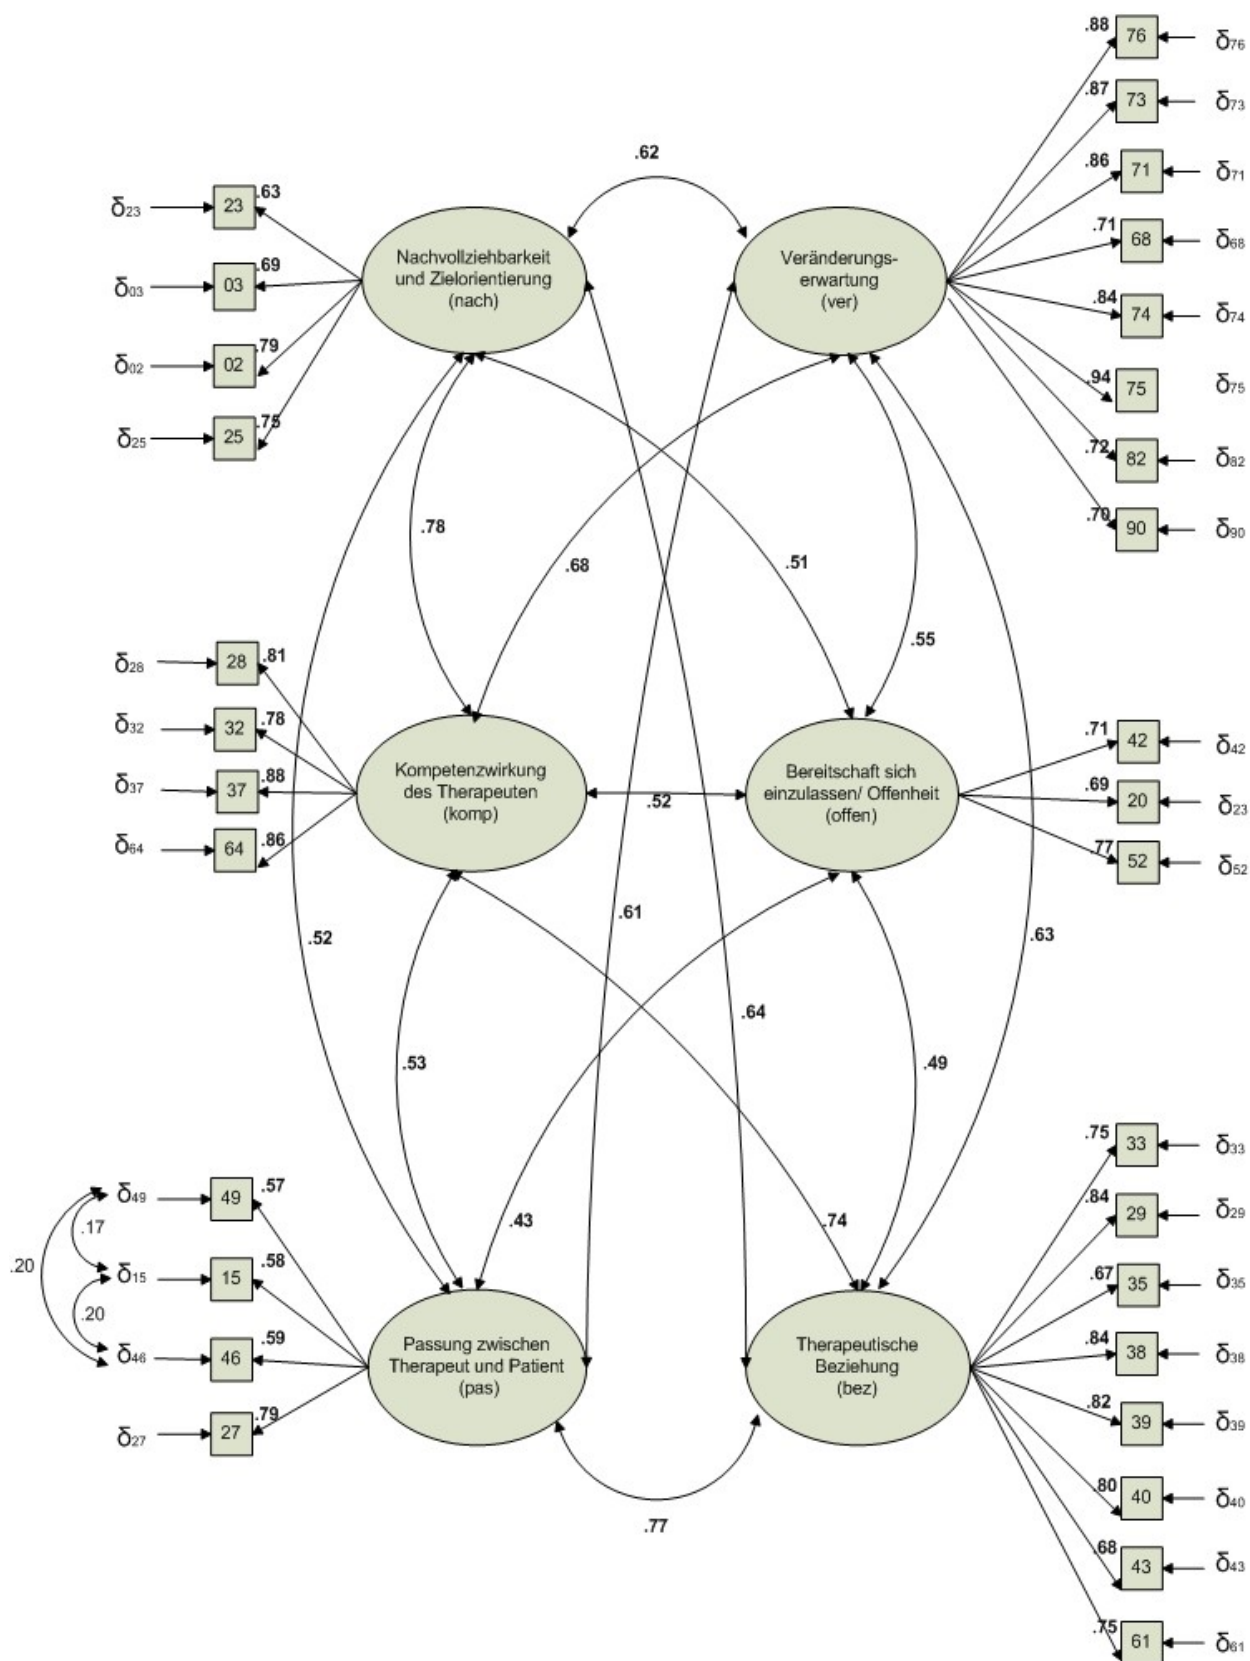 .88
76
δ76
.87
73
δ73
.86
71
δ71
.71
68
δ68
.84
74
δ74
.94
75
δ75
.72
82
δ82
.70
90
δ90
.62
δ23
23
.63
δ03
03
.69
δ02
02
.79
δ25
25
.75
Nachvollziehbarkeit
und Zielorientierung
(nach)
Veränderungs-
erwartung
(ver)
.78
.68
.51
.55
δ28
28
.81
δ32
32
.78
δ37
37
.88
δ64
64
.86
Kompetenzwirkung
des Therapeuten
(komp)
.52
Bereitschaft sich
einzulassen/ Offenheit
(offen)
.71
42
δ42
.69
20
δ23
.77
52
δ52
.52
.61
.63
.64
.53
.49
.43
.74
δ49
49
.57
.17
.20
δ15
15
.58
.20
δ46
46
.59
δ27
27
.79
Passung zwischen
Therapeut und Patient
(pas)
Therapeutische
Beziehung
(bez)
.77
.75
33
δ33
.84
29
δ29
.67
35
δ35
.84
38
δ38
.82
39
δ39
.80
40
δ40
.68
43
δ43
.75
61
δ61